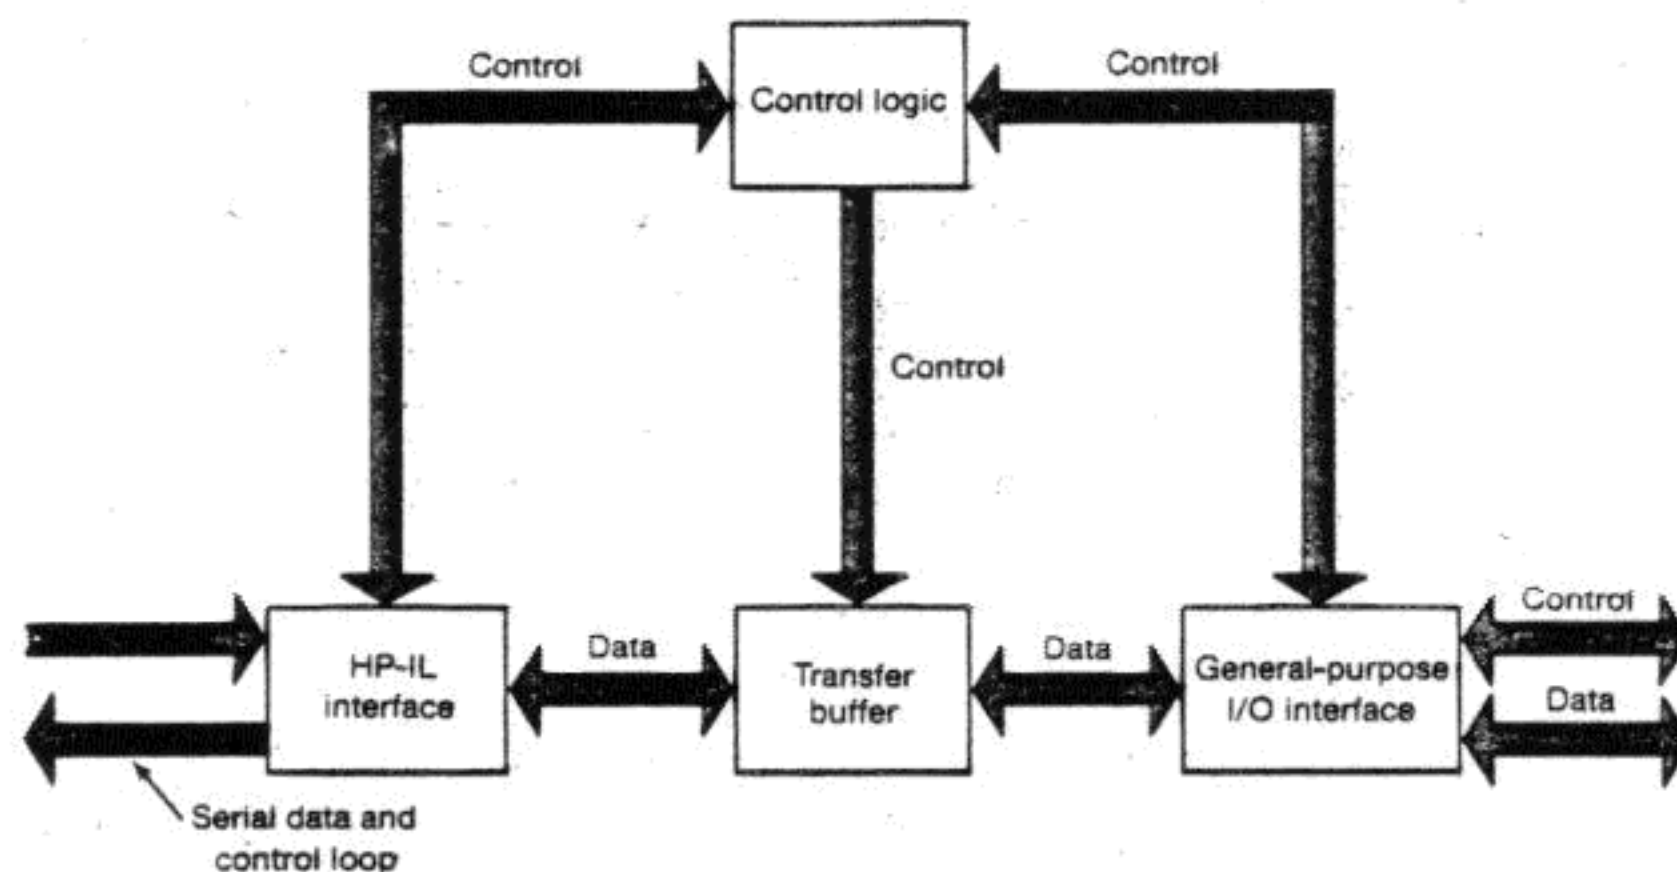 Control
Control
Control logic
Control
HP-IL
interface
Data
Transfer
buffer
Data
General-purpose
I/O interface
Control
Data
Serial data and
control loop